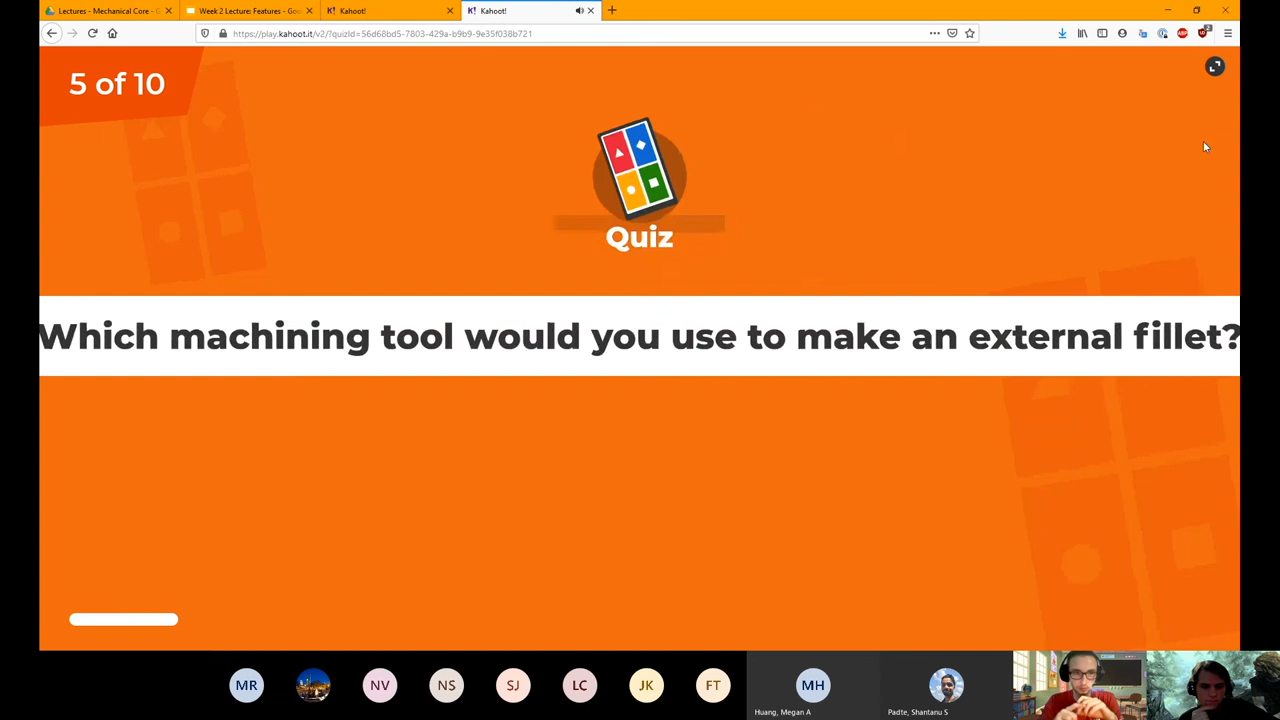 Lectures - Mechanical Core - G
Week 2 Lecture: Features - Goo
Kahoot!
Kahoot!
https://play.kahoot.it/v2/?quizId=56d68bd5-7803-429a-b9b9-9e35f038b721
5 of 10
Quiz
Which machining tool would you use to make an external fillet?
MR
NV
NS
SJ
LC
JK
FT
MH
Huang, Megan A
Padte, Shantanu S